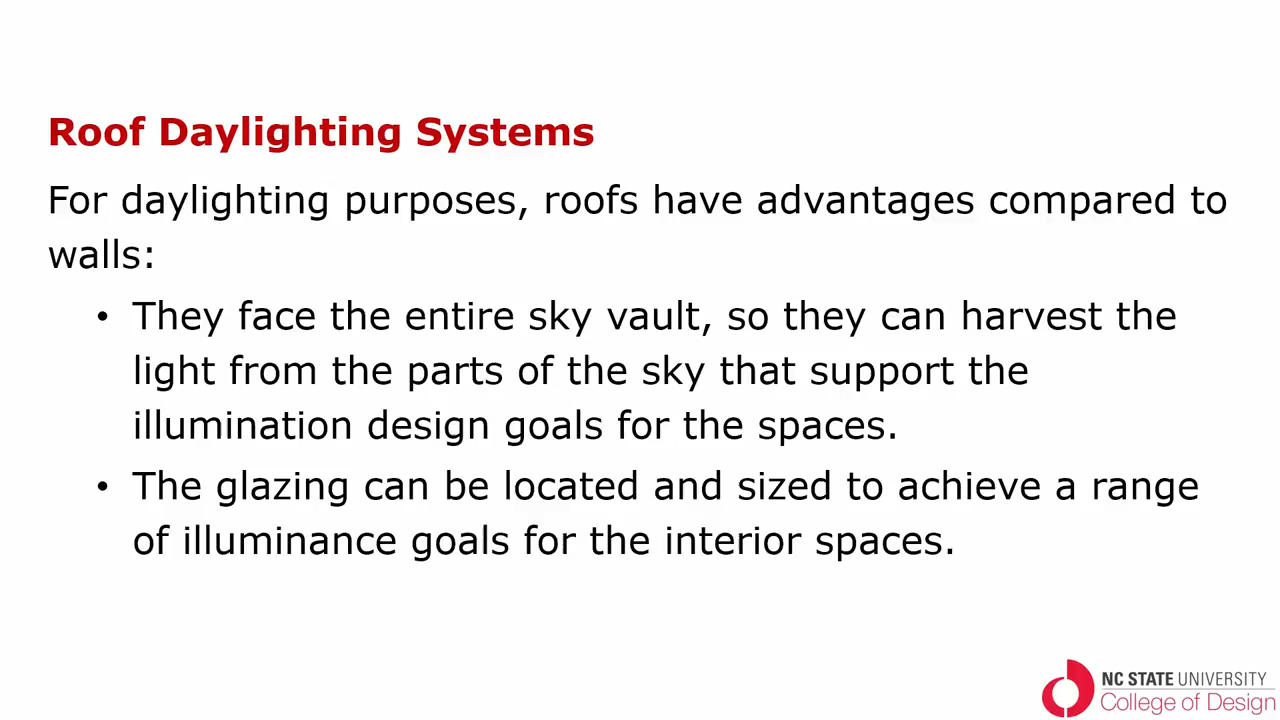 Roof Daylighting Systems
For daylighting purposes, roofs have advantages compared to
walls:
• They face the entire sky vault, so they can harvest the
light from the parts of the sky that support the
illumination design goals for the spaces.
• The glazing can be located and sized to achieve a range
of illuminance goals for the interior spaces.
NC STATE UNIVERSITY
College of Design